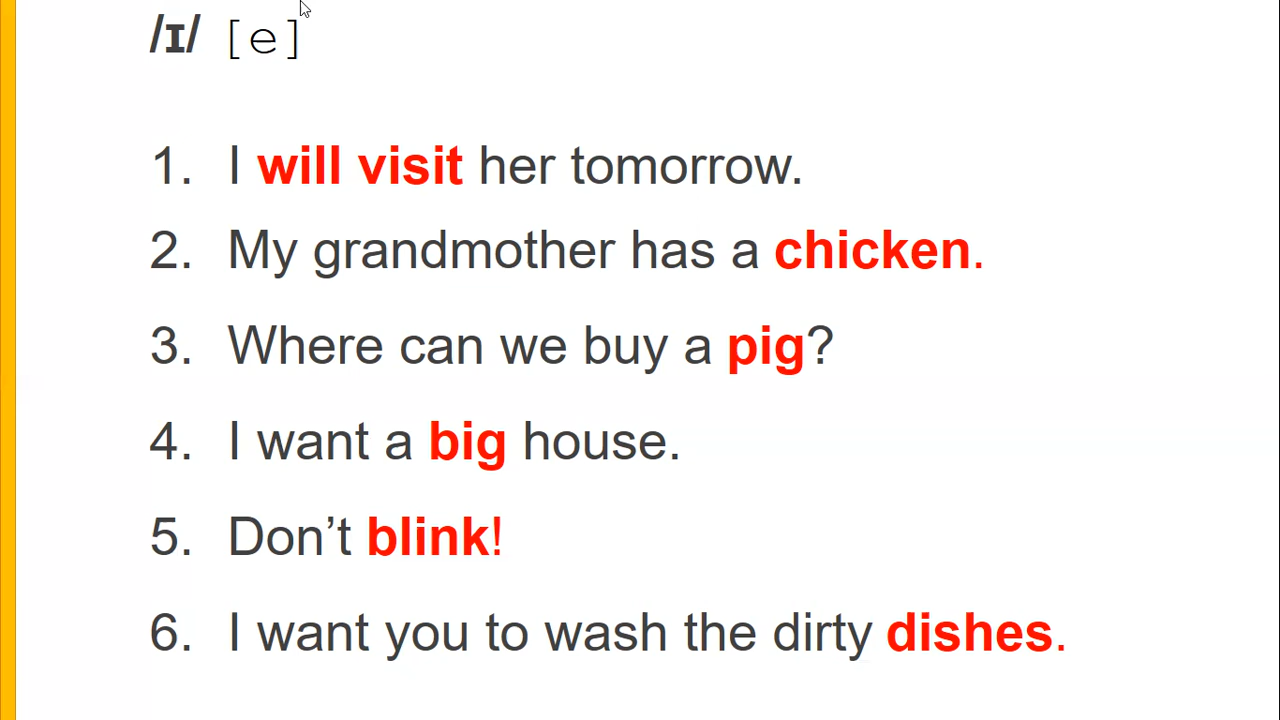 /ɪ/ [e]
1. I will visit her tomorrow.
2. My grandmother has a chicken.
3. Where can we buy a pig?
4. I want a big house.
5. Don’t blink!
6. I want you to wash the dirty dishes.